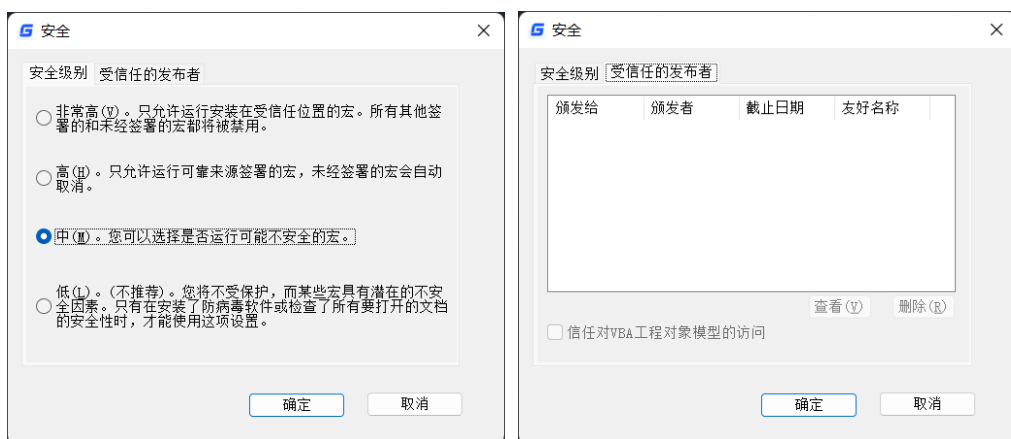 安全
安全级别 受信任的发布者
非常高(V)。只允许运行安装在受信任位置的宏。所有其他签
署的和未经签署的宏都将被禁用。
高(H)。只允许运行可靠来源签署的宏，未经签署的宏会自动
取消。
中(M)。您可以选择是否运行可能不安全的宏。
低(L)。(不推荐)。您将不受保护，而某些宏具有潜在的不安
全因素。只有在安装了防病毒软件或检查了所有要打开的文档
的安全性时，才能使用这项设置。
确定 取消
安全
安全级别 受信任的发布者
颁发给 颁发者 截止日期 友好名称
查看(V) 删除(R)
信任对VBA工程对象模型的访问
确定 取消